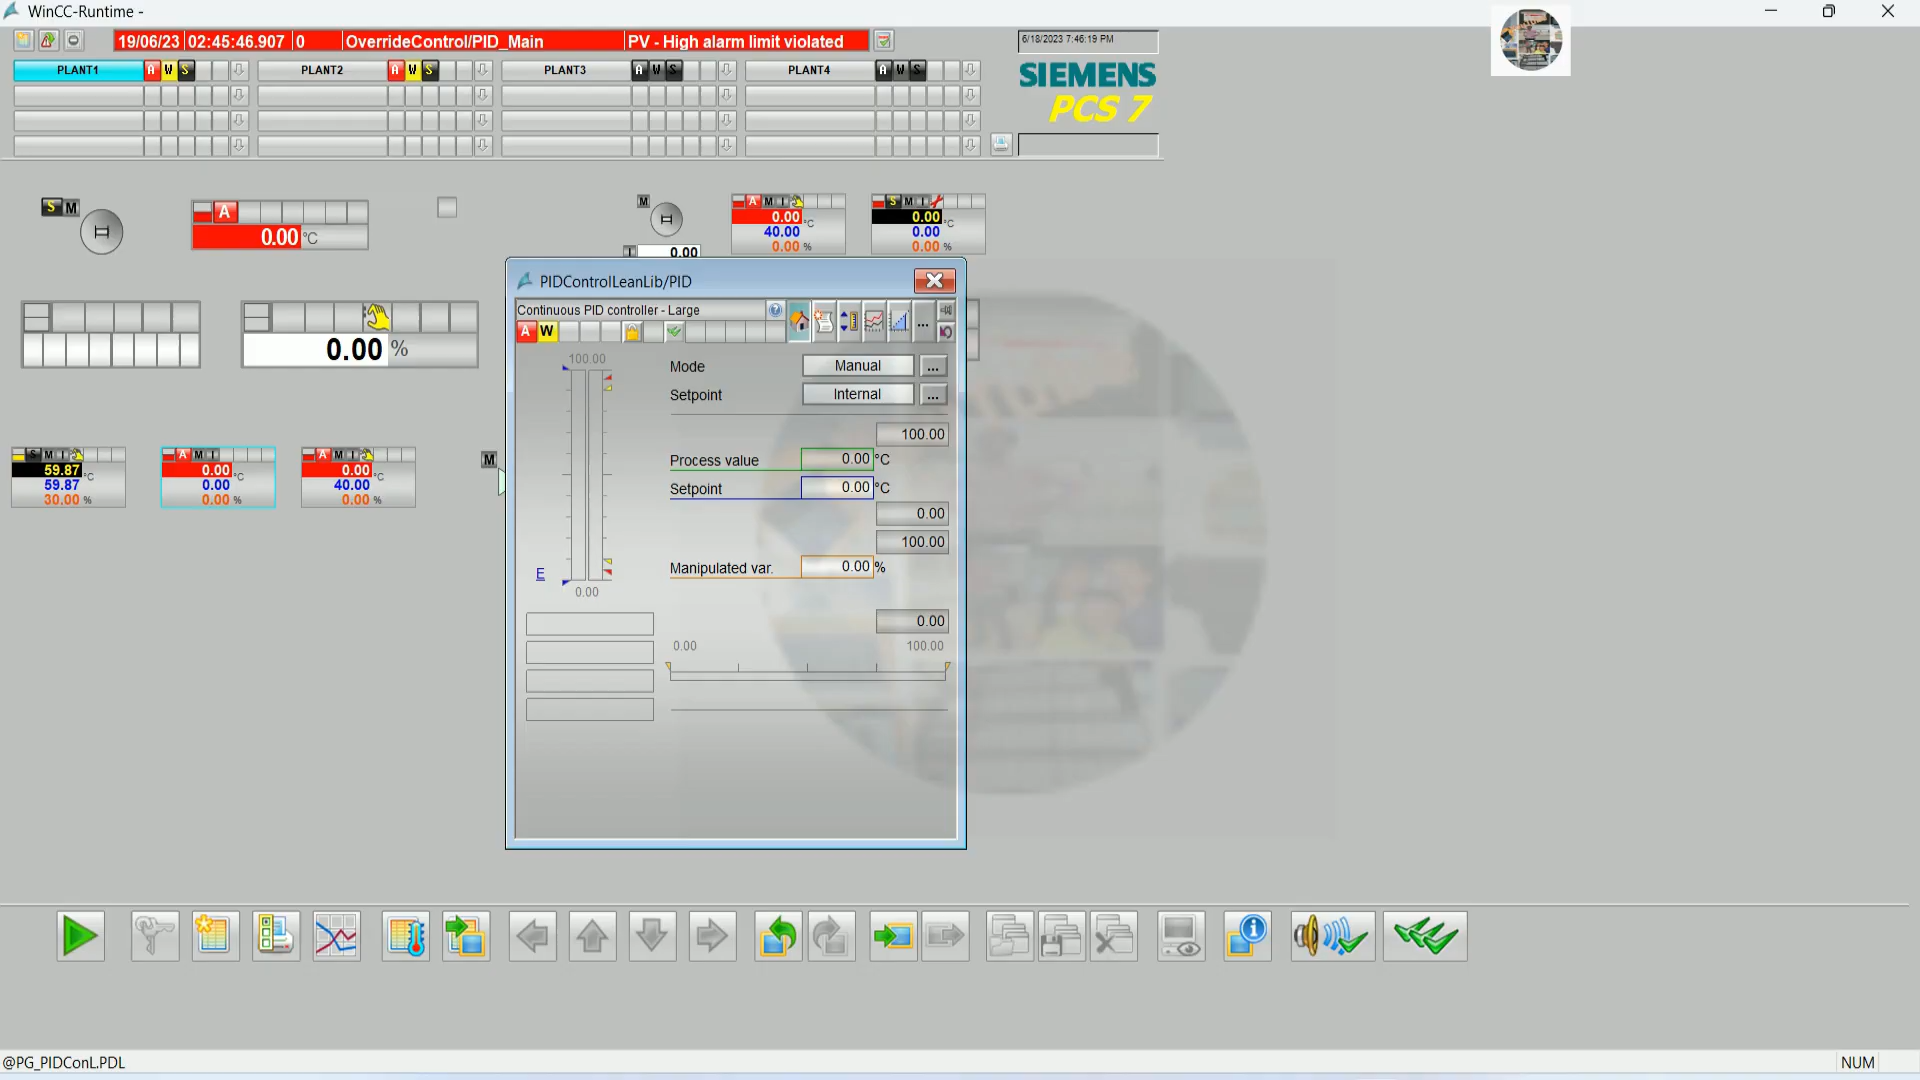 WinCC-Runtime -
19/06/23 02:45:46.907 0 OverrideControl/PID_Main PV - High alarm limit violated
6/18/2023 7:46:19 PM
PLANT1 A W S PLANT2 A W S PLANT3 A W S PLANT4 A W S
SIEMENS
PCS 7
S M
A
0.00 °C
M
I 0.00
A M I
0.00 °C
40.00
0.00 %
S M I
0.00 °C
0.00
0.00 %
0.00 %
S M I
59.87 °C
59.87
30.00 %
A M I
0.00 °C
0.00
0.00 %
A M I
0.00 °C
40.00
0.00 %
M
PIDControlLeanLib/PID
Continuous PID controller - Large
A W
...
100.00
E
0.00
Mode Manual ...
Setpoint Internal ...
100.00
Process value 0.00 °C
Setpoint 0.00 °C
0.00
100.00
Manipulated var. 0.00 %
0.00
0.00 100.00
@PG_PIDConL.PDL
NUM